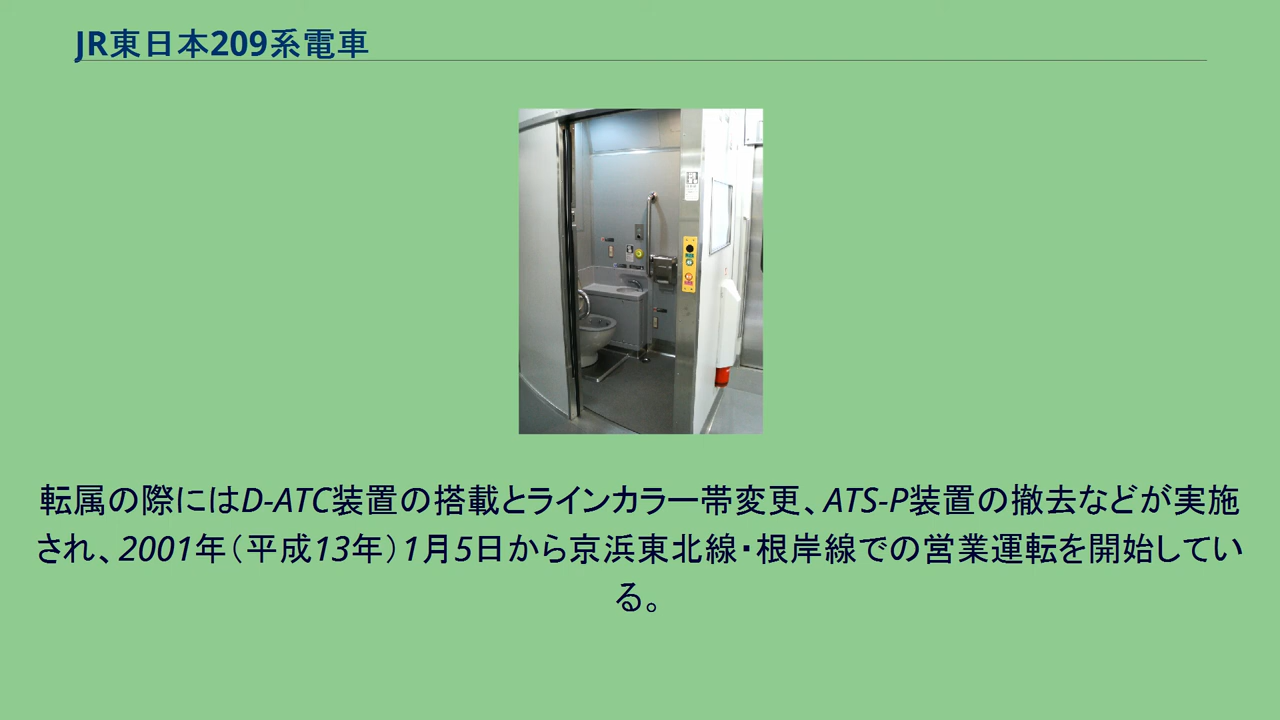 JR東日本209系電車
転属の際にはD-ATC装置の搭載とラインカラー帯変更、ATS-P装置の撤去などが実施
され、2001年（平成13年）1月5日から京浜東北線・根岸線での営業運転を開始してい
る。